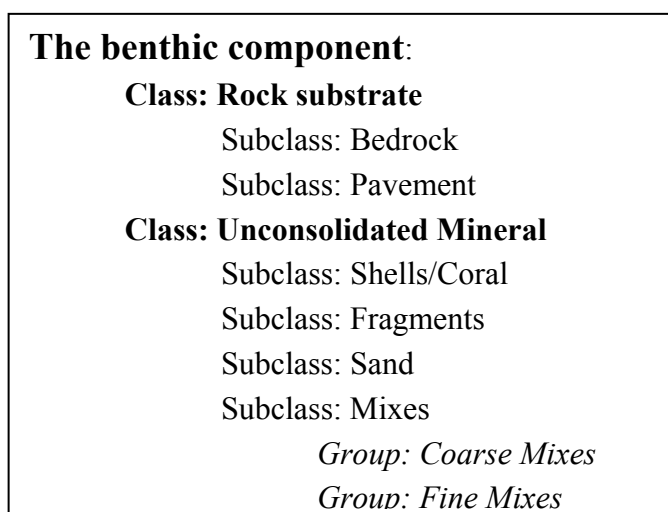 The benthic component:
Class: Rock substrate
Subclass: Bedrock
Subclass: Pavement
Class: Unconsolidated Mineral
Subclass: Shells/Coral
Subclass: Fragments
Subclass: Sand
Subclass: Mixes
Group: Coarse Mixes
Group: Fine Mixes